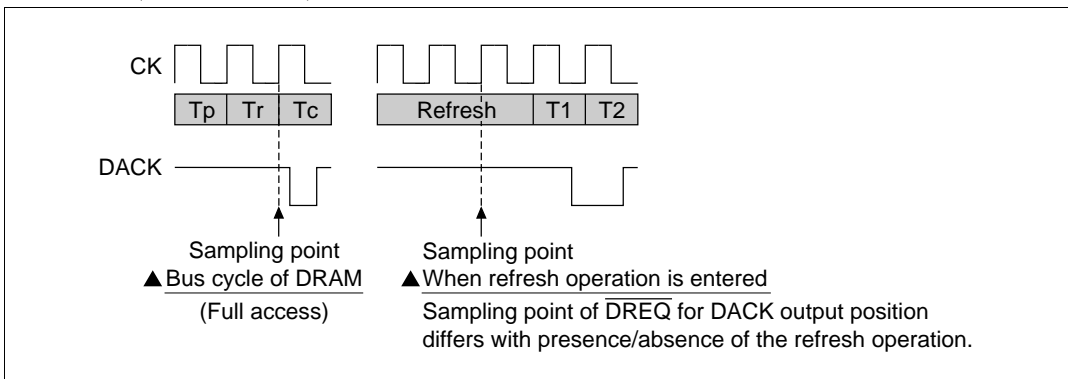 CK
Tp Tr Tc Refresh T1 T2
DACK
Sampling point
▲ Bus cycle of DRAM
(Full access)
Sampling point
▲ When refresh operation is entered
Sampling point of D̅R̅E̅Q̅ for DACK output position
differs with presence/absence of the refresh operation.